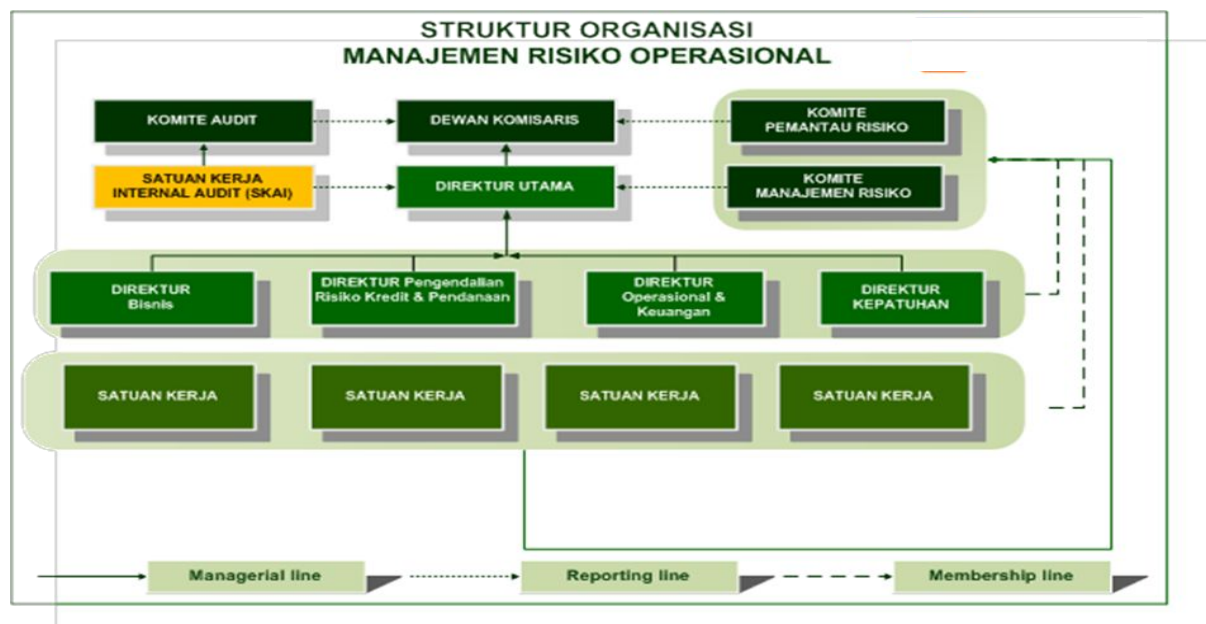 STRUKTUR ORGANISASI
MANAJEMEN RISIKO OPERASIONAL
KOMITE AUDIT
DEWAN KOMISARIS
KOMITE
PEMANTAU RISIKO
SATUAN KERJA
INTERNAL AUDIT (SKAI)
DIREKTUR UTAMA
KOMITE
MANAJEMEN RISIKO
DIREKTUR
Bisnis
DIREKTUR Pengendalian
Risiko Kredit & Pendanaan
DIREKTUR
Operasional &
Keuangan
DIREKTUR
KEPATUHAN
SATUAN KERJA
SATUAN KERJA
SATUAN KERJA
SATUAN KERJA
Managerial line
Reporting line
Membership line